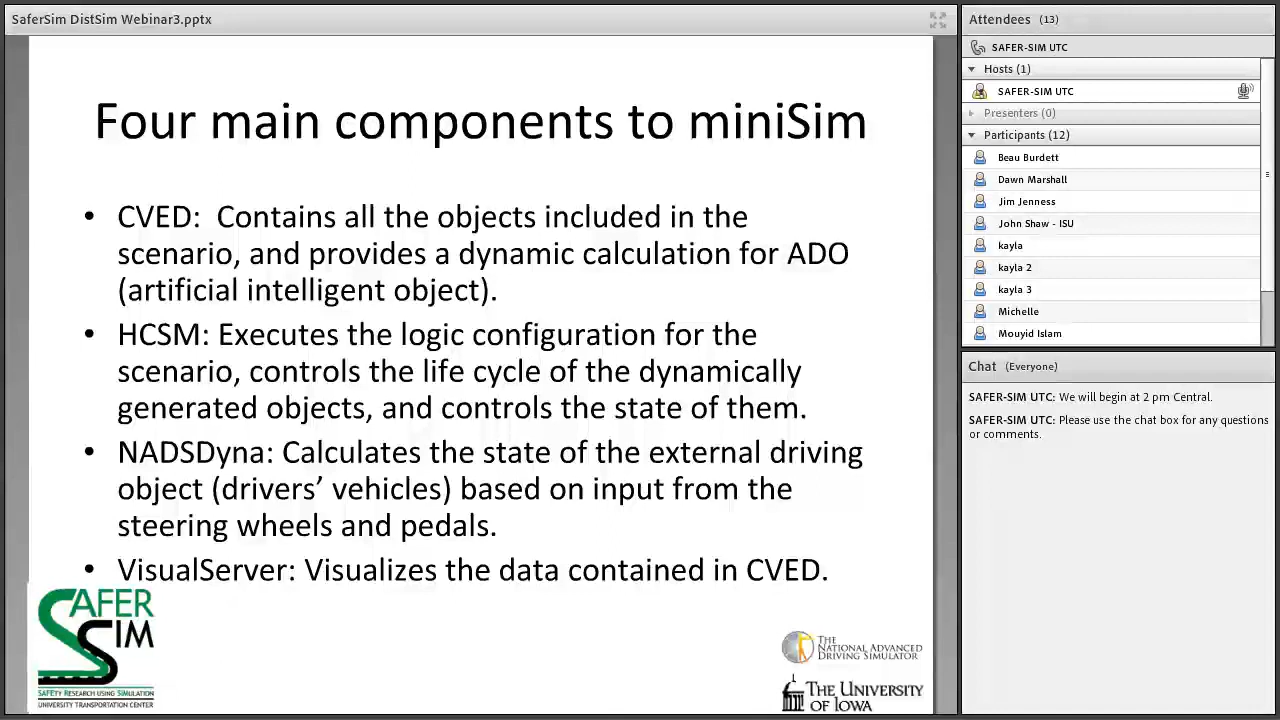 SaferSim DistSim Webinar3.pptx
Four main components to miniSim
• CVED:  Contains all the objects included in the
scenario, and provides a dynamic calculation for ADO
(artificial intelligent object).
• HCSM: Executes the logic configuration for the
scenario, controls the life cycle of the dynamically
generated objects, and controls the state of them.
• NADSDyna: Calculates the state of the external driving
object (drivers’ vehicles) based on input from the
steering wheels and pedals.
• VisualServer: Visualizes the data contained in CVED.
SAFER
SIM
SAFETY RESEARCH USING SIMULATION
UNIVERSITY TRANSPORTATION CENTER
THE
NATIONAL ADVANCED
DRIVING SIMULATOR
THE UNIVERSITY
OF IOWA
Attendees (13)
SAFER-SIM UTC
Hosts (1)
SAFER-SIM UTC
Presenters (0)
Participants (12)
Beau Burdett
Dawn Marshall
Jim Jenness
John Shaw - ISU
kayla
kayla 2
kayla 3
Michelle
Mouyid Islam
Chat (Everyone)
SAFER-SIM UTC: We will begin at 2 pm Central.
SAFER-SIM UTC: Please use the chat box for any questions
or comments.